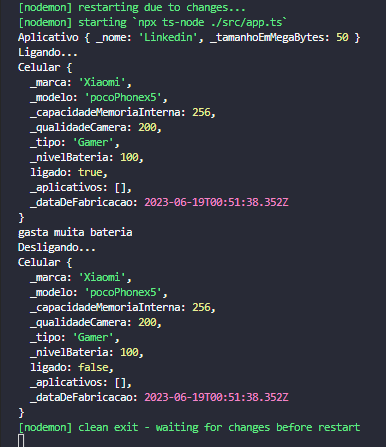 [nodemon] restarting due to changes...
[nodemon] starting `npx ts-node ./src/app.ts`
Aplicativo { _nome: 'Linkedin', _tamanhoEmMegaBytes: 50 }
Ligando...
Celular {
  _marca: 'Xiaomi',
  _modelo: 'pocoPhonex5',
  _capacidadeMemoriaInterna: 256,
  _qualidadeCamera: 200,
  _tipo: 'Gamer',
  _nivelBateria: 100,
  ligado: true,
  _aplicativos: [],
  _dataDeFabricacao: 2023-06-19T00:51:38.352Z
}
gasta muita bateria
Desligando...
Celular {
  _marca: 'Xiaomi',
  _modelo: 'pocoPhonex5',
  _capacidadeMemoriaInterna: 256,
  _qualidadeCamera: 200,
  _tipo: 'Gamer',
  _nivelBateria: 100,
  ligado: false,
  _aplicativos: [],
  _dataDeFabricacao: 2023-06-19T00:51:38.352Z
}
[nodemon] clean exit - waiting for changes before restart